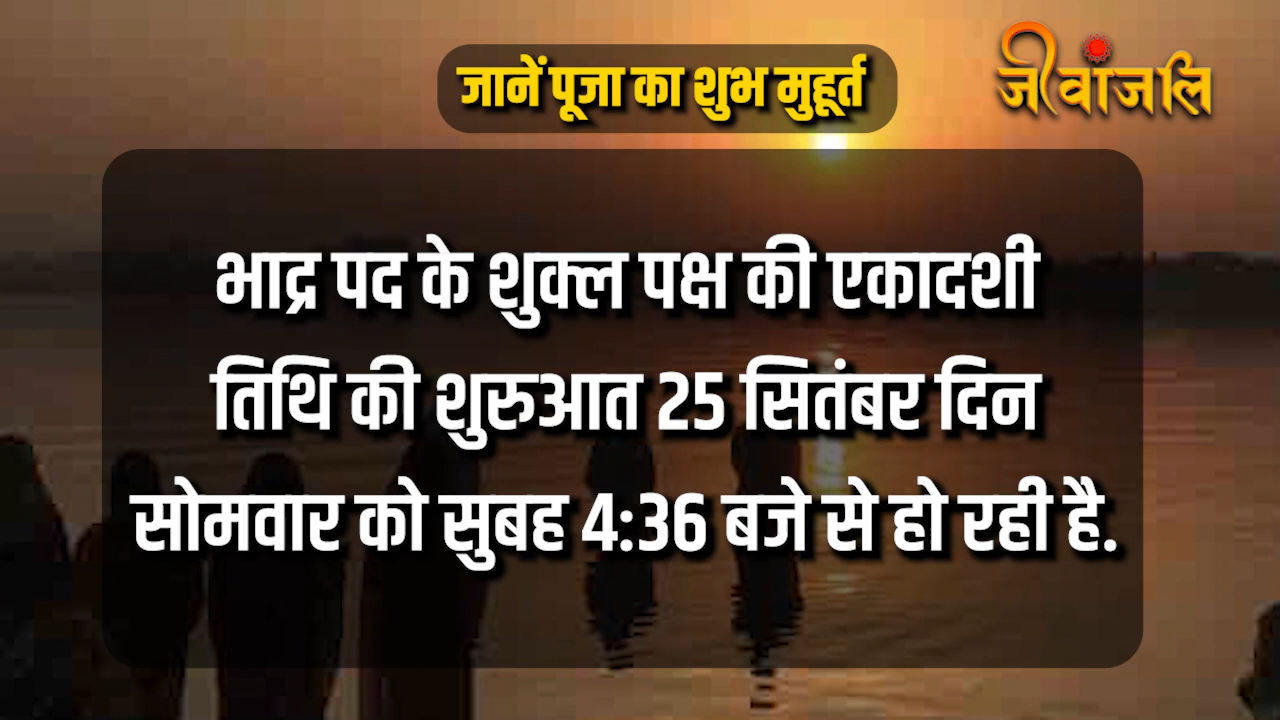 जानें पूजा का शुभ मुहूर्त
जीवांजलि
भाद्र पद के शुक्ल पक्ष की एकादशी
तिथि की शुरुआत 25 सितंबर दिन
सोमवार को सुबह 4:36 बजे से हो रही है.